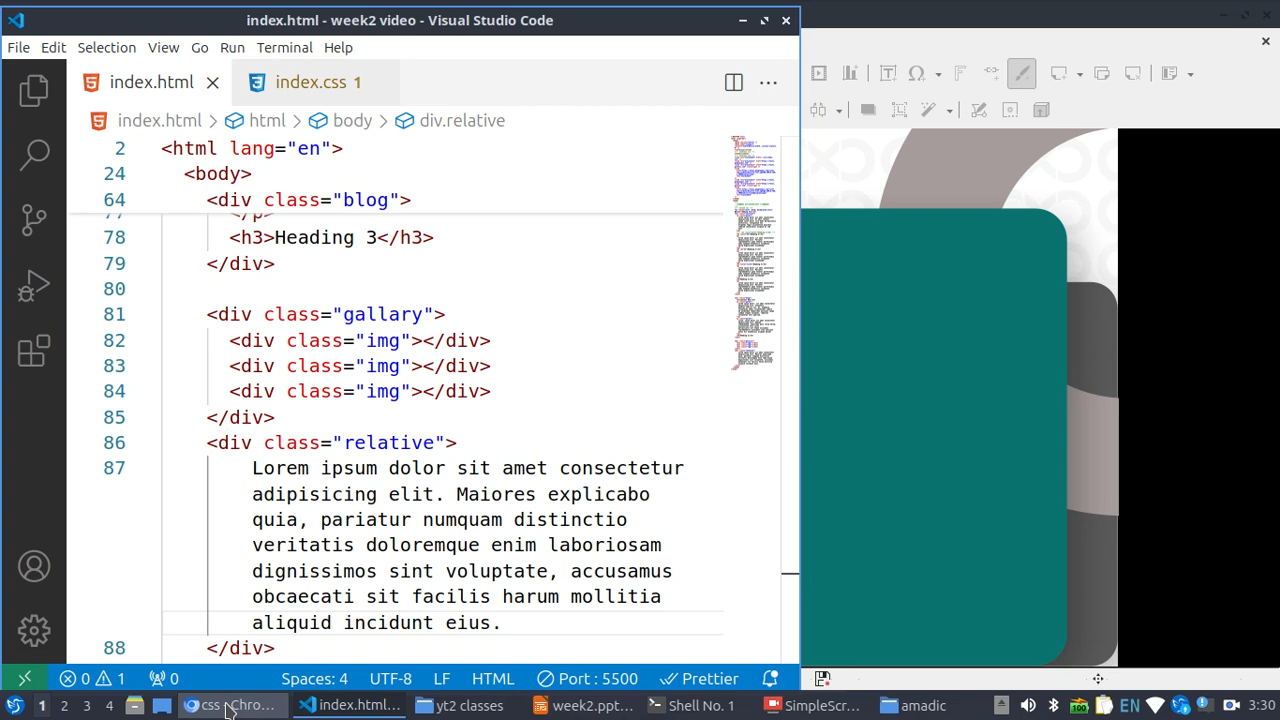 index.html - week2 video - Visual Studio Code
File Edit Selection View Go Run Terminal Help
index.html
index.css 1
index.html > html > body > div.relative
2 <html lang="en">
24 <body>
64 <div class="blog">
77 </p>
78 <h3>Heading 3</h3>
79 </div>
80
81 <div class="gallary">
82 <div class="img"></div>
83 <div class="img"></div>
84 <div class="img"></div>
85 </div>
86 <div class="relative">
87 Lorem ipsum dolor sit amet consectetur
adipisicing elit. Maiores explicabo
quia, pariatur numquam distinctio
veritatis doloremque enim laboriosam
dignissimos sint voluptate, accusamus
obcaecati sit facilis harum mollitia
aliquid incidunt eius.
88 </div>
0 1 0 Spaces: 4 UTF-8 LF HTML Port : 5500 Prettier
1 2 3 4 css - Chro... index.html... yt2 classes week2.ppt... Shell No. 1 SimpleScr... amadic 100 EN 3:30